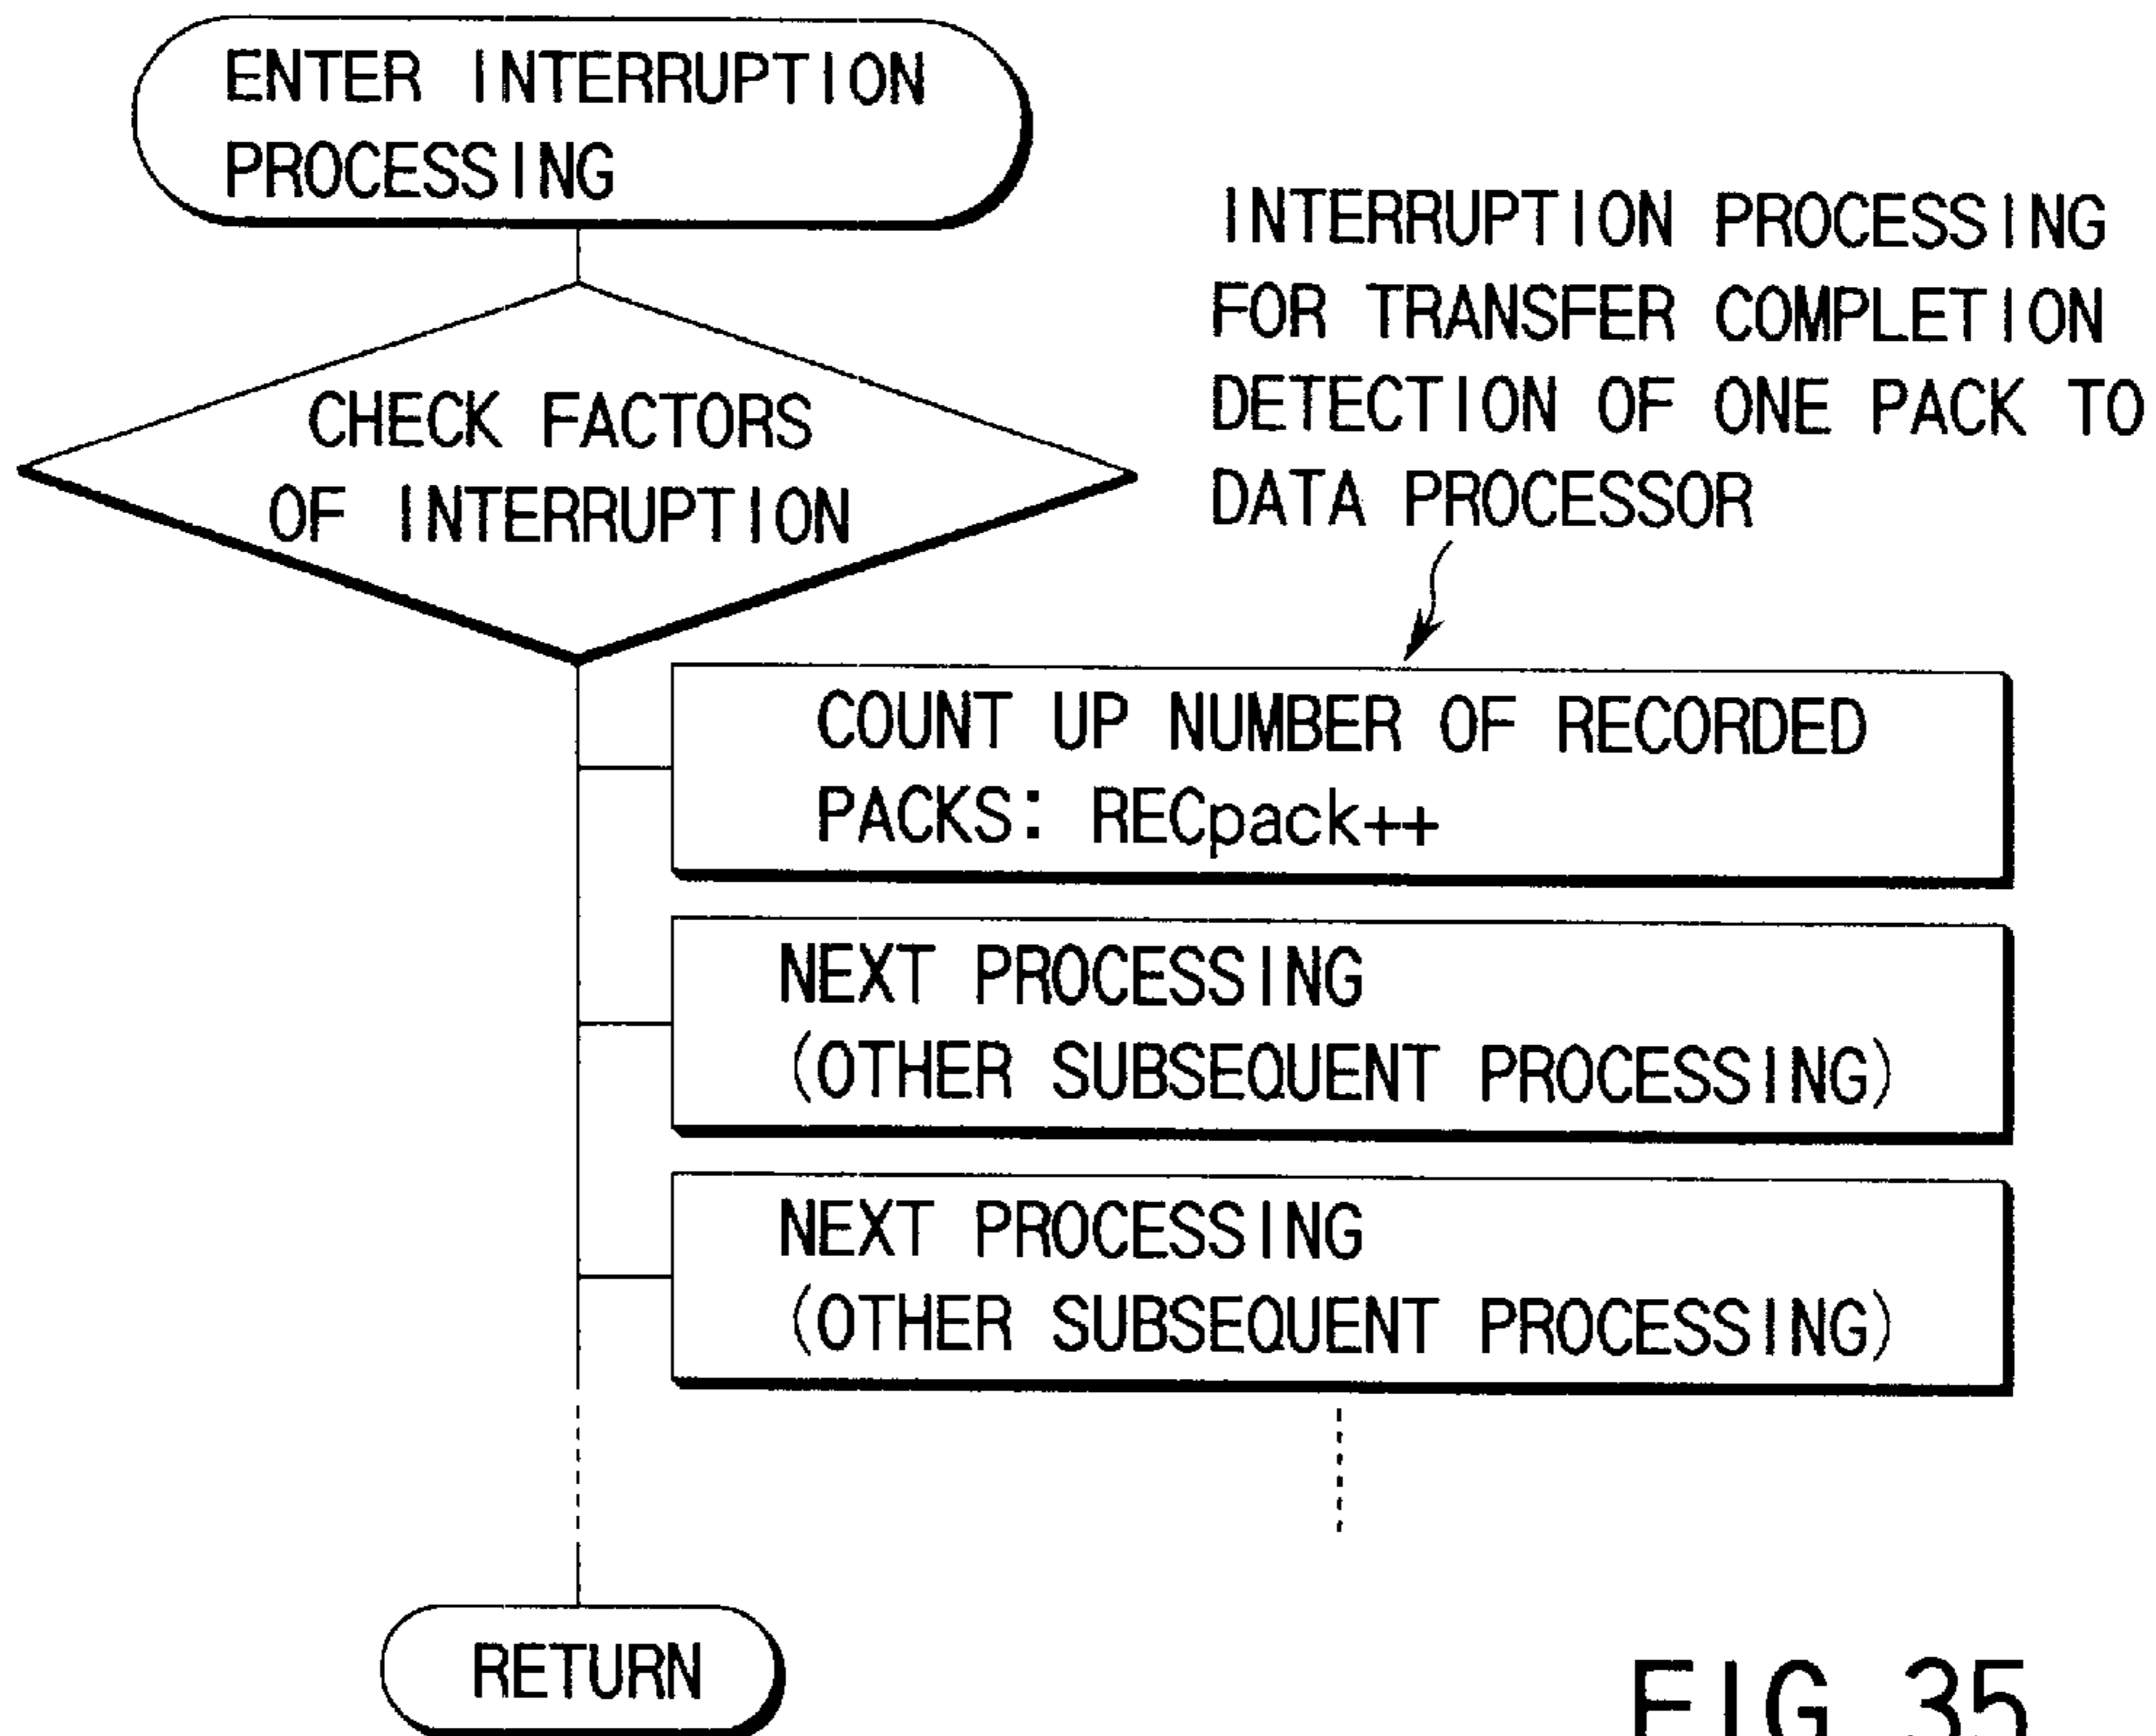 ENTER INTERRUPTION
PROCESSING
CHECK FACTORS
OF INTERRUPTION
INTERRUPTION PROCESSING
FOR TRANSFER COMPLETION
DETECTION OF ONE PACK TO
DATA PROCESSOR
COUNT UP NUMBER OF RECORDED
PACKS: RECpack++
NEXT PROCESSING
(OTHER SUBSEQUENT PROCESSING)
NEXT PROCESSING
(OTHER SUBSEQUENT PROCESSING)
RETURN
FIG. 35